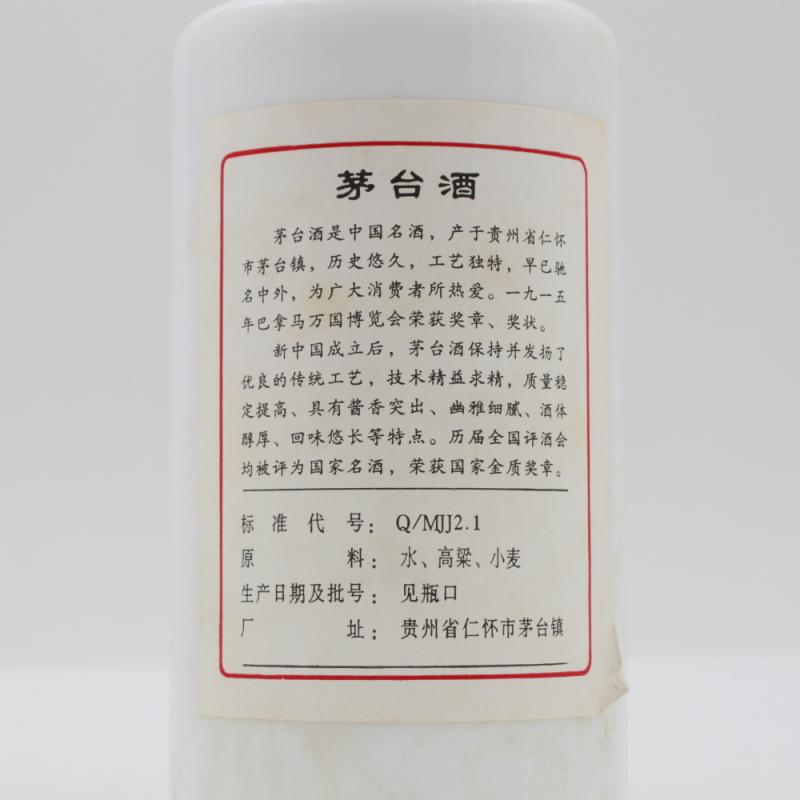 茅台酒
茅台酒是中国名酒，产于贵州省仁怀
市茅台镇，历史悠久，工艺独特，早已驰
名中外，为广大消费者所热爱。一九一五
年巴拿马万国博览会荣获奖章、奖状。
新中国成立后，茅台酒保持并发扬了
优良的传统工艺，技术精益求精，质量稳
定提高、具有酱香突出、幽雅细腻、酒体
醇厚、回味悠长等特点。历届全国评酒会
均被评为国家名酒，荣获国家金质奖章。
标准代号：Q/MJJ2.1
原料：水、高粱、小麦
生产日期及批号：见瓶口
厂址：贵州省仁怀市茅台镇